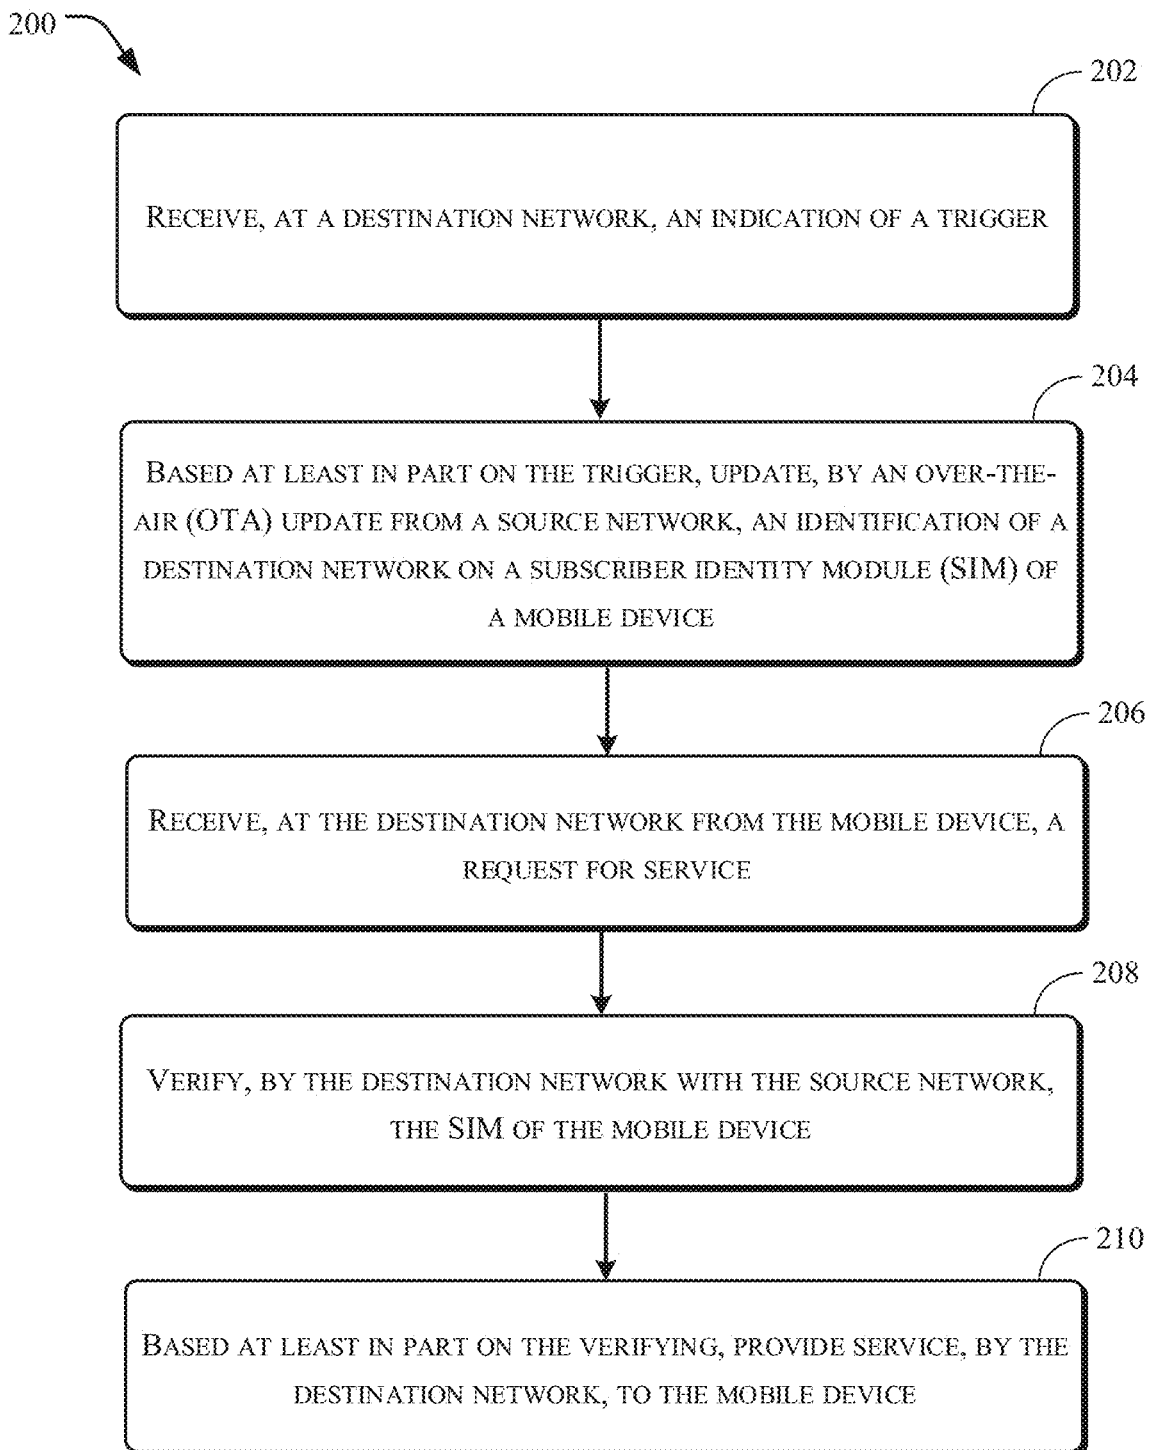 200
202
RECEIVE, AT A DESTINATION NETWORK, AN INDICATION OF A TRIGGER
204
BASED AT LEAST IN PART ON THE TRIGGER, UPDATE, BY AN OVER-THE-
AIR (OTA) UPDATE FROM A SOURCE NETWORK, AN IDENTIFICATION OF A
DESTINATION NETWORK ON A SUBSCRIBER IDENTITY MODULE (SIM) OF
A MOBILE DEVICE
206
RECEIVE, AT THE DESTINATION NETWORK FROM THE MOBILE DEVICE, A
REQUEST FOR SERVICE
208
VERIFY, BY THE DESTINATION NETWORK WITH THE SOURCE NETWORK,
THE SIM OF THE MOBILE DEVICE
210
BASED AT LEAST IN PART ON THE VERIFYING, PROVIDE SERVICE, BY THE
DESTINATION NETWORK, TO THE MOBILE DEVICE